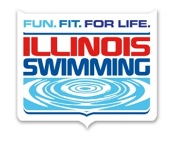 FUN. FIT. FOR LIFE.
ILLINOIS
SWIMMING